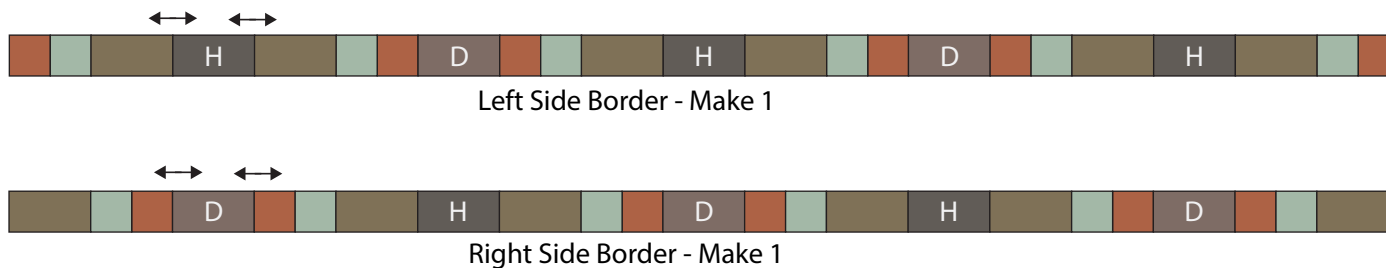 H D H D H
Left Side Border - Make 1
D H D H D
Right Side Border - Make 1